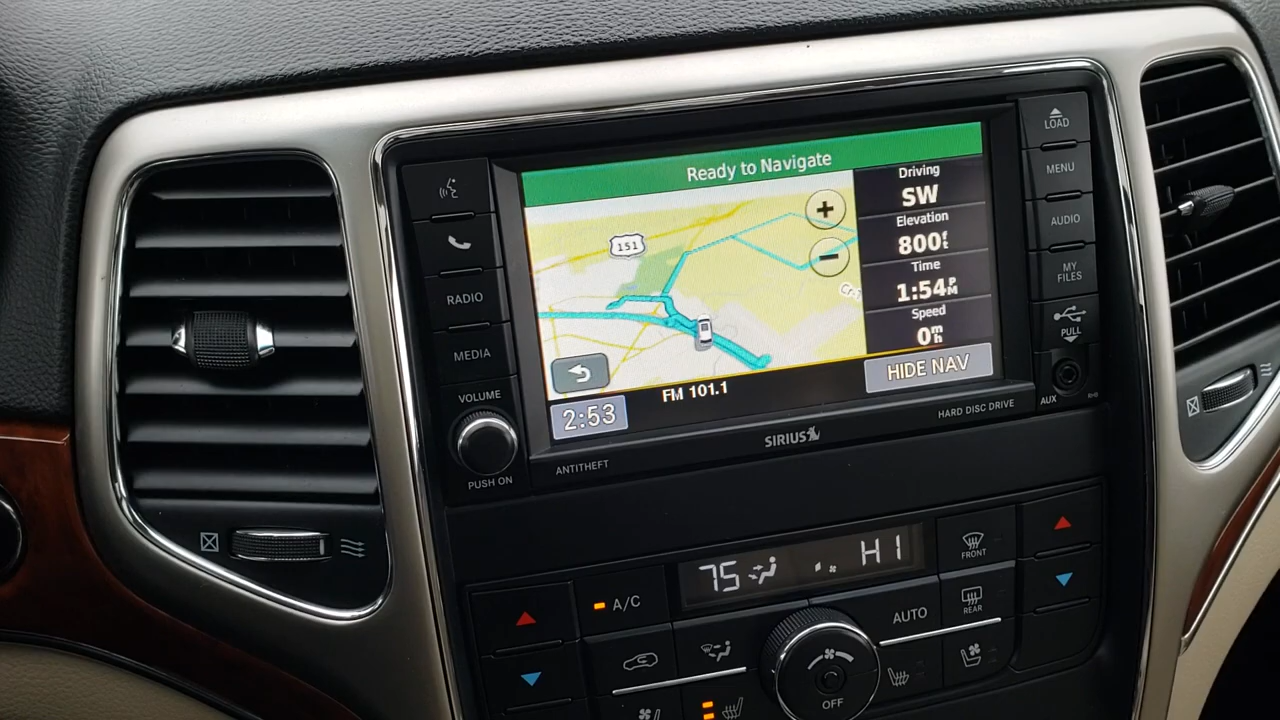 Ready to Navigate
151
+
-
Driving
SW
Elevation
800ft
Time
1:54PM
Speed
0mh
HIDE NAV
FM 101.1
2:53
RADIO
MEDIA
VOLUME
PUSH ON
LOAD
MENU
AUDIO
MY
FILES
PULL
AUX
ANTITHEFT
SIRIUS
HARD DISC DRIVE
75
HI
FRONT
A/C
AUTO
REAR
OFF